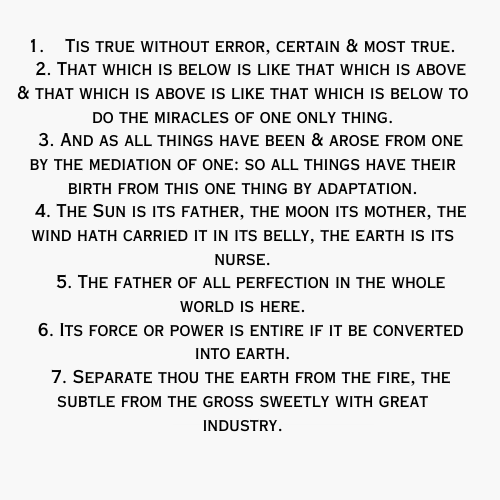 1. Tis true without error, certain & most true.
2. That which is below is like that which is above
& that which is above is like that which is below to
do the miracles of one only thing.
3. And as all things have been & arose from one
by the mediation of one: so all things have their
birth from this one thing by adaptation.
4. The Sun is its father, the moon its mother, the
wind hath carried it in its belly, the earth is its
nurse.
5. The father of all perfection in the whole
world is here.
6. Its force or power is entire if it be converted
into earth.
7. Separate thou the earth from the fire, the
subtle from the gross sweetly with great
industry.